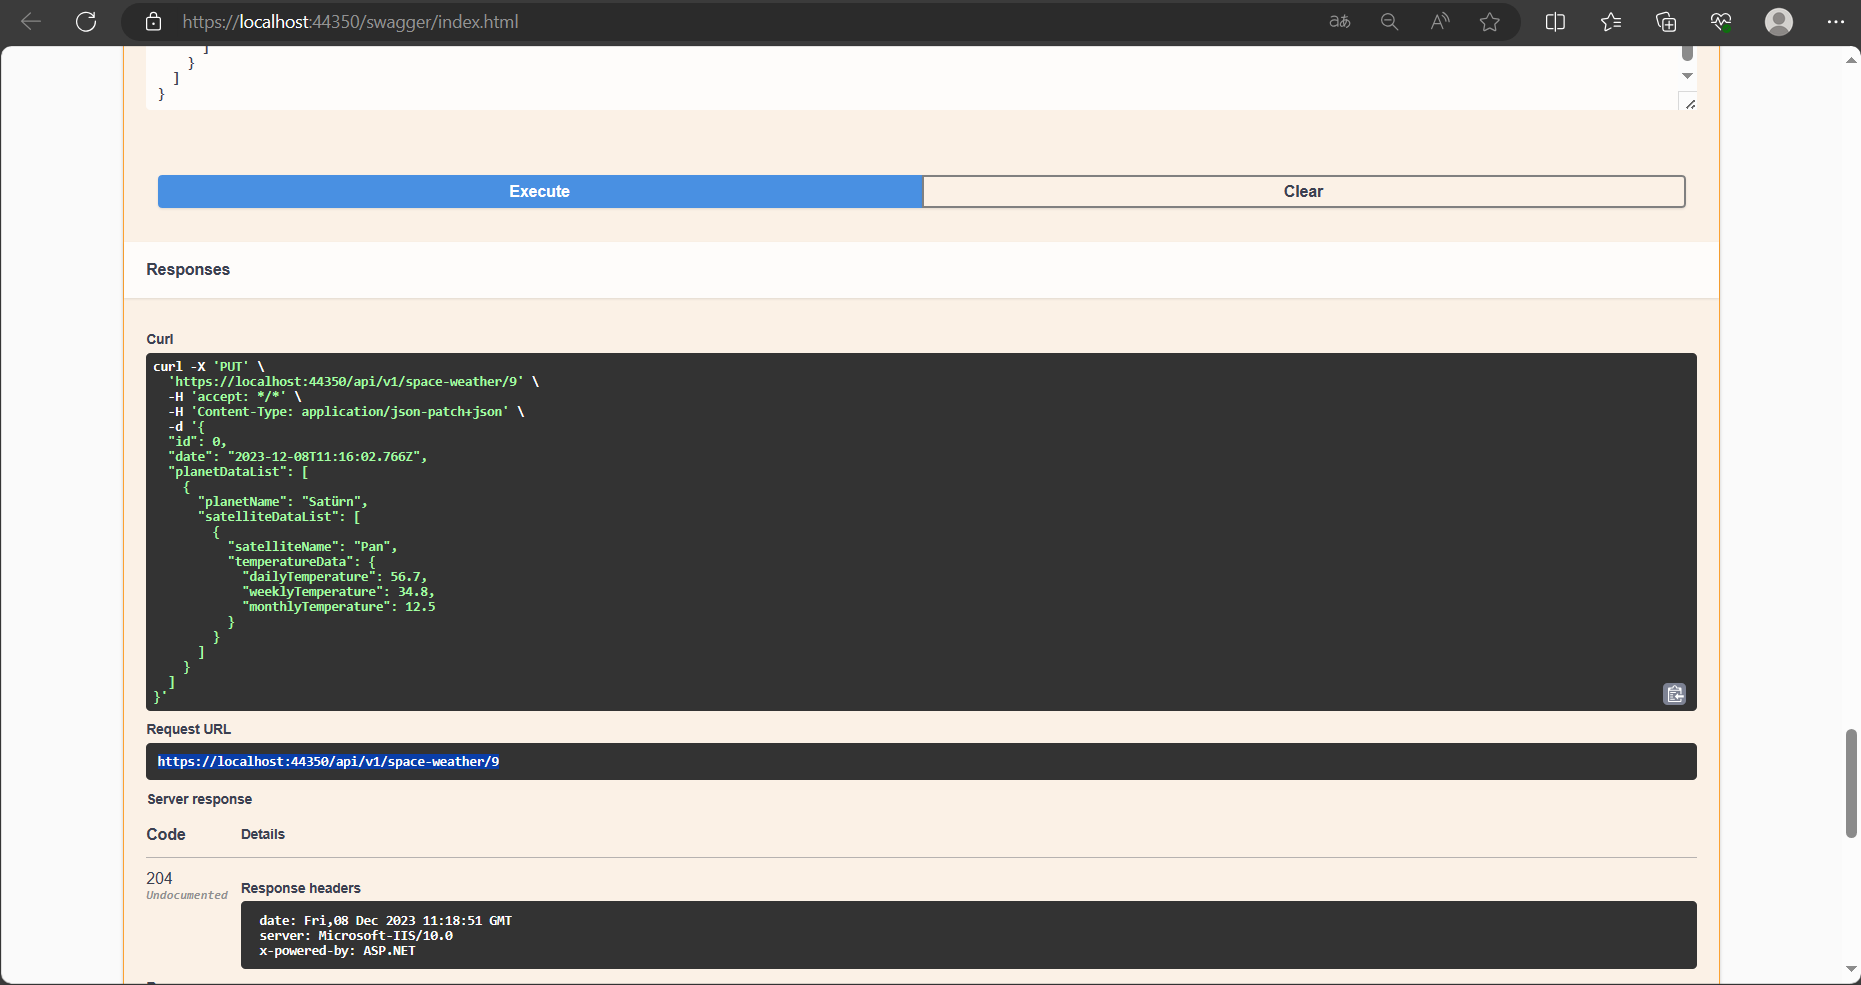 https://localhost:44350/swagger/index.html
]
}
]
}
Execute
Clear
Responses
Curl
curl -X 'PUT' \
'https://localhost:44350/api/v1/space-weather/9' \
-H 'accept: */*' \
-H 'Content-Type: application/json-patch+json' \
-d '{
"id": 0,
"date": "2023-12-08T11:16:02.766Z",
"planetDataList": [
{
"planetName": "Satürn",
"satelliteDataList": [
{
"satelliteName": "Pan",
"temperatureData": {
"dailyTemperature": 56.7,
"weeklyTemperature": 34.8,
"monthlyTemperature": 12.5
}
}
]
}
]
}'
Request URL
https://localhost:44350/api/v1/space-weather/9
Server response
Code
Details
204
Undocumented
Response headers
date: Fri,08 Dec 2023 11:18:51 GMT
server: Microsoft-IIS/10.0
x-powered-by: ASP.NET